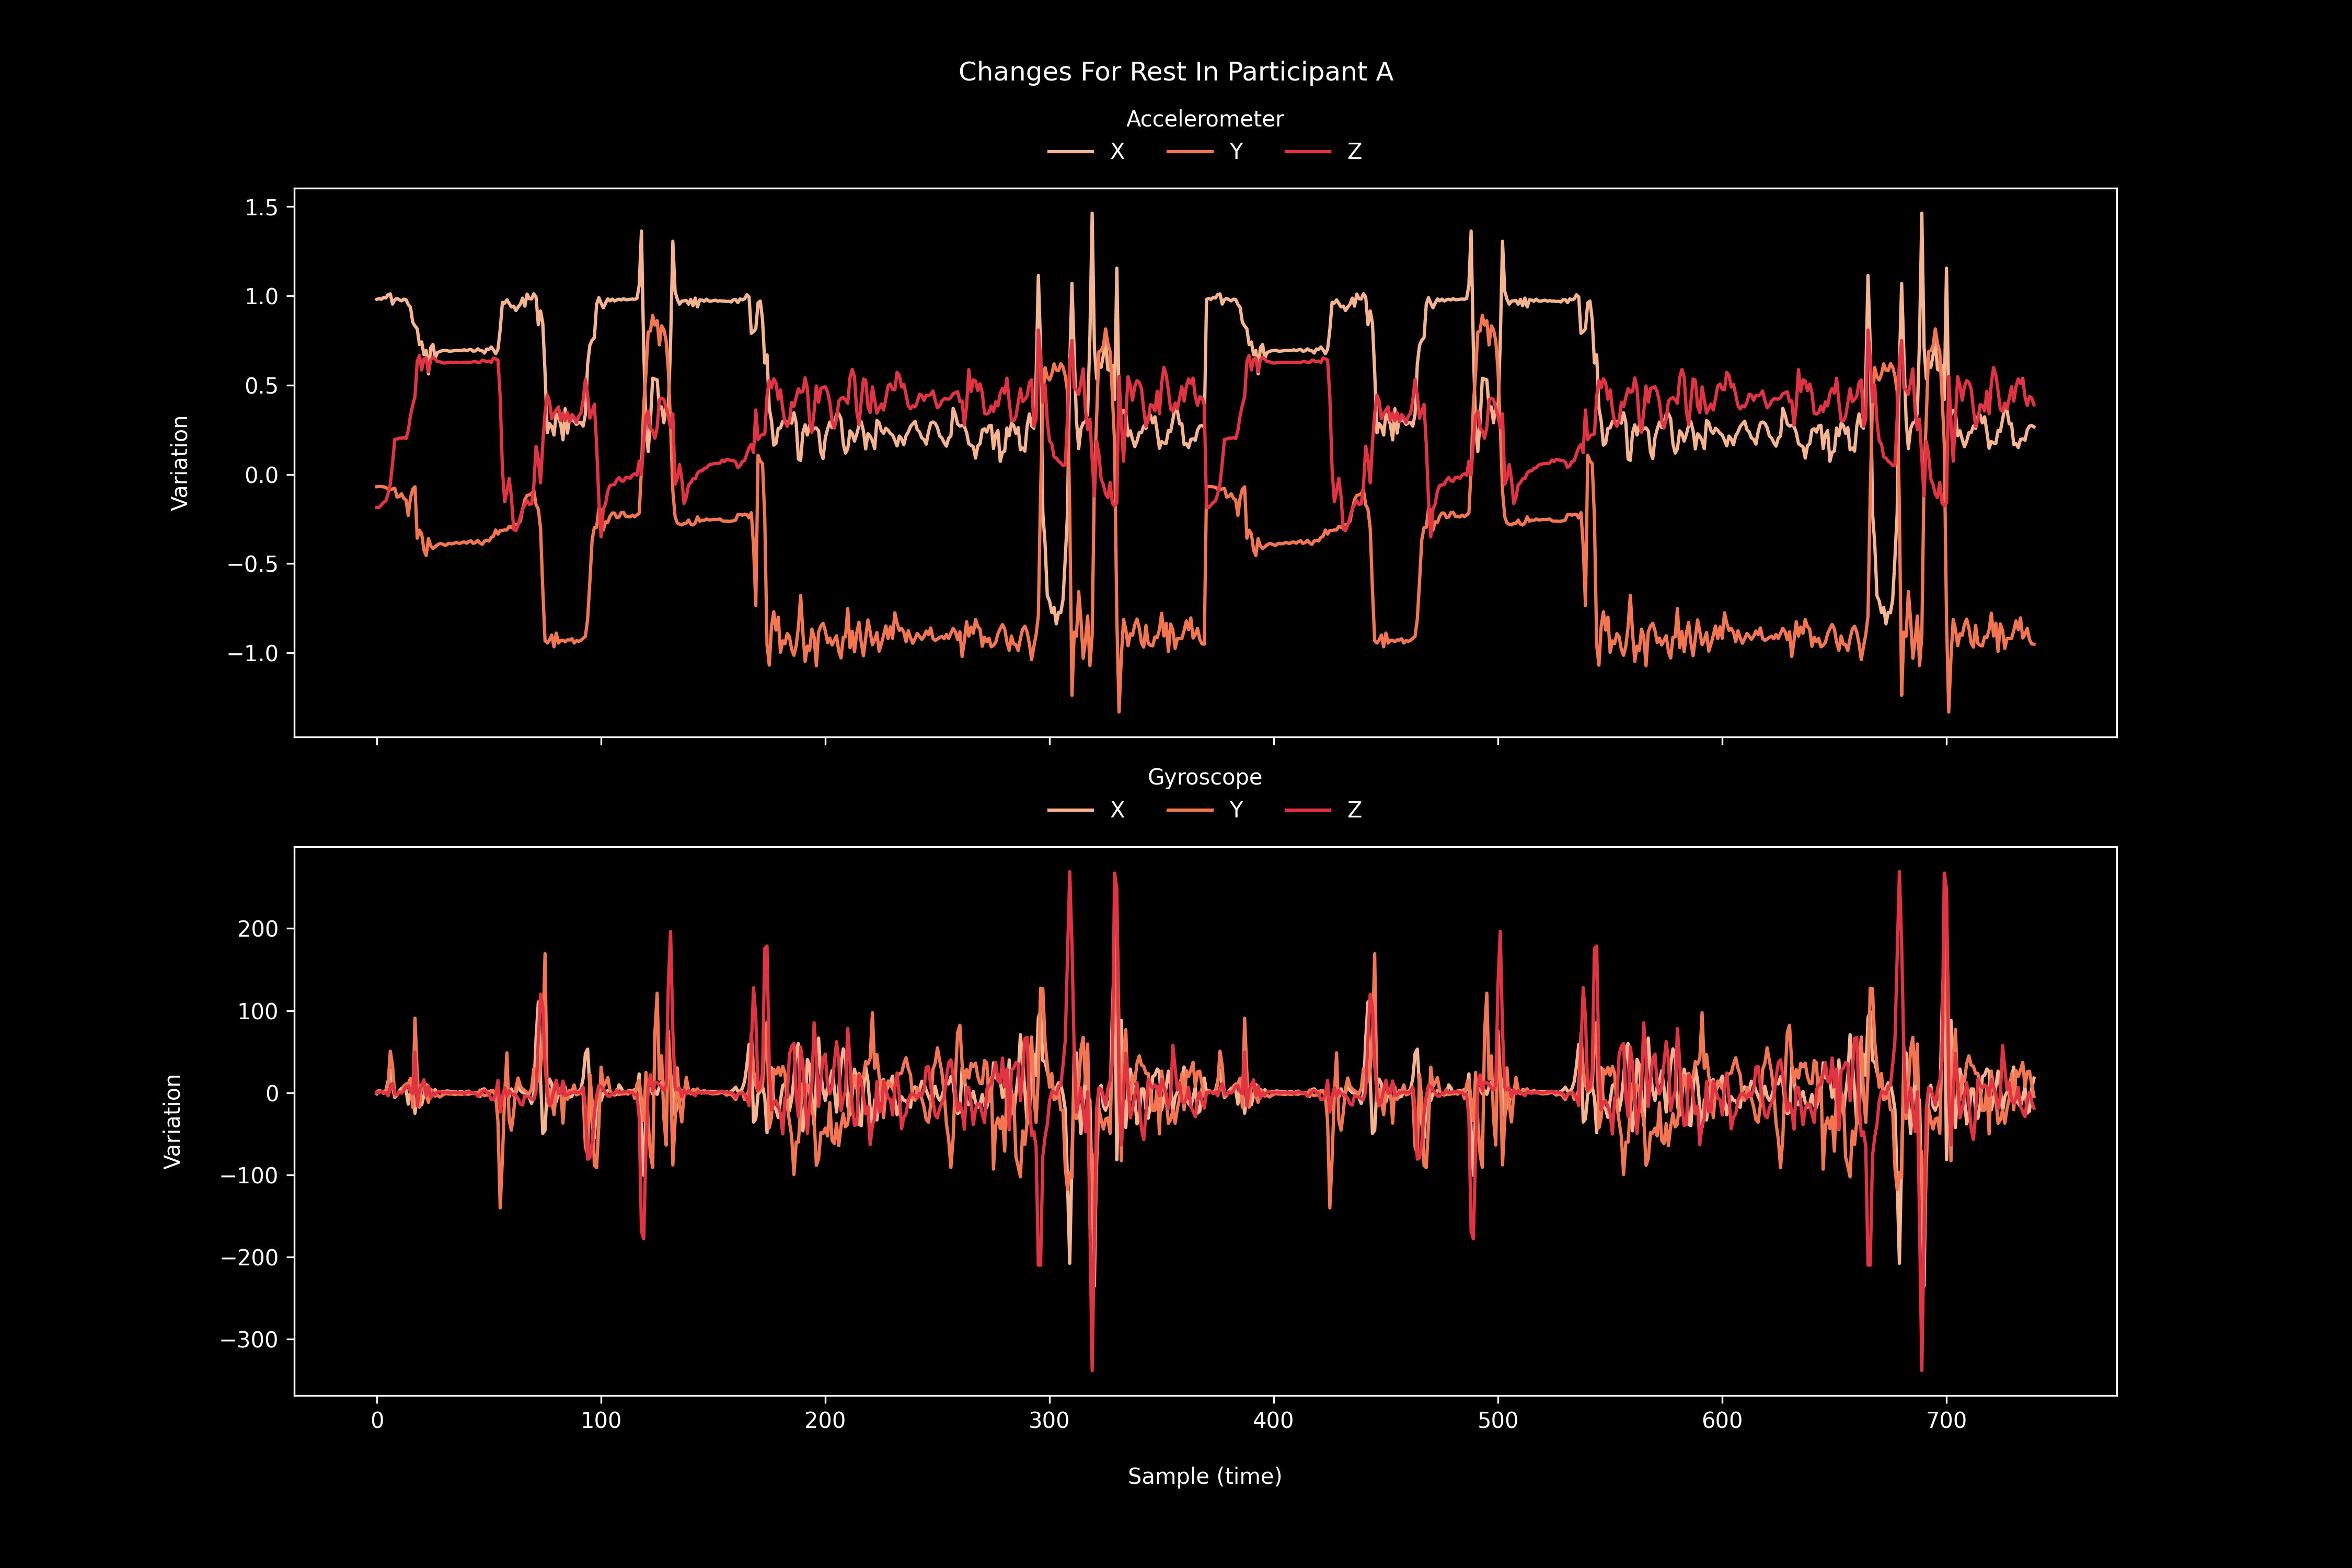 Changes For Rest In Participant A
Accelerometer
X Y Z
1.5
1.0
0.5
0.0
−0.5
−1.0
Variation
Gyroscope
X Y Z
200
100
0
−100
−200
−300
Variation
0 100 200 300 400 500 600 700
Sample (time)